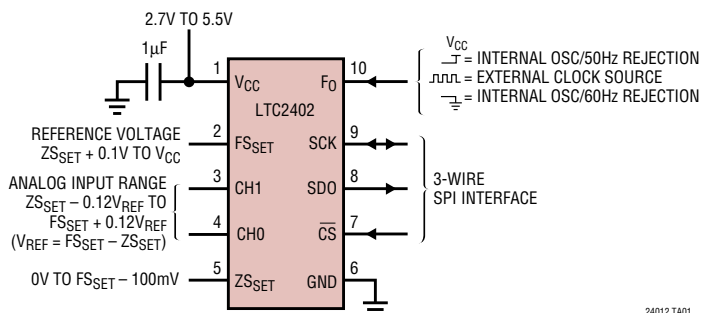 2.7V TO 5.5V
1µF
VCC
= INTERNAL OSC/50Hz REJECTION
= EXTERNAL CLOCK SOURCE
= INTERNAL OSC/60Hz REJECTION
1 VCC FO 10
LTC2402
REFERENCE VOLTAGE
ZSSET + 0.1V TO VCC
2 FSSET SCK 9
ANALOG INPUT RANGE
ZSSET – 0.12VREF TO
FSSET + 0.12VREF
(VREF = FSSET – ZSSET)
3 CH1 SDO 8
3-WIRE
SPI INTERFACE
4 CH0 CS 7
0V TO FSSET – 100mV
5 ZSSET GND 6
24012 TA01